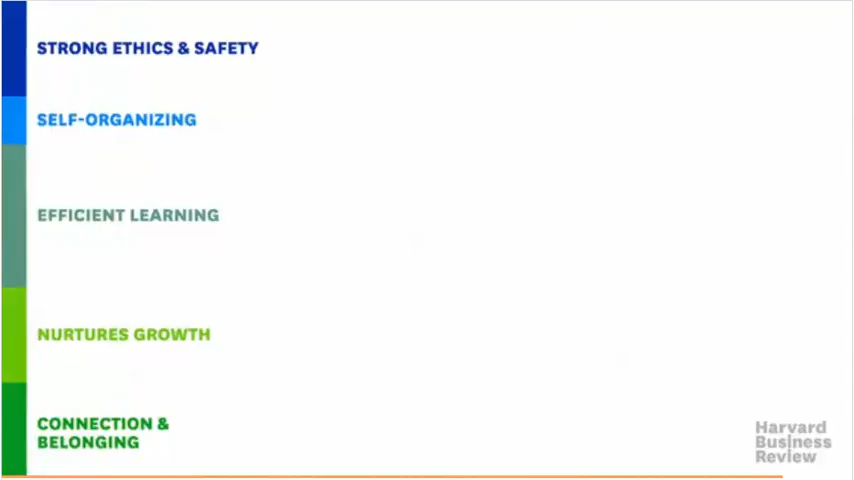 STRONG ETHICS & SAFETY
SELF-ORGANIZING
EFFICIENT LEARNING
NURTURES GROWTH
CONNECTION &
BELONGING
Harvard
Business
Review